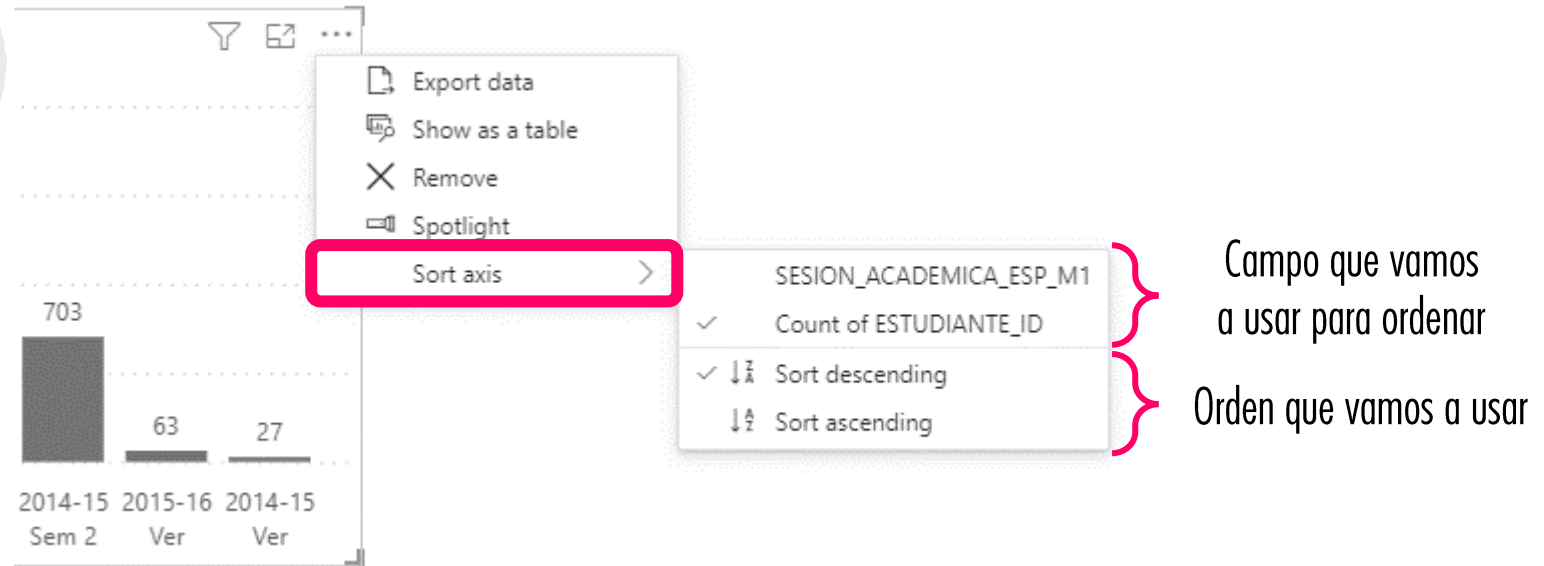 Export data
Show as a table
Remove
Spotlight
Sort axis
SESION_ACADEMICA_ESP_M1
Count of ESTUDIANTE_ID
Sort descending
Sort ascending
Campo que vamos
a usar para ordenar
Orden que vamos a usar
703
63
27
2014-15 2015-16 2014-15
Sem 2 Ver Ver